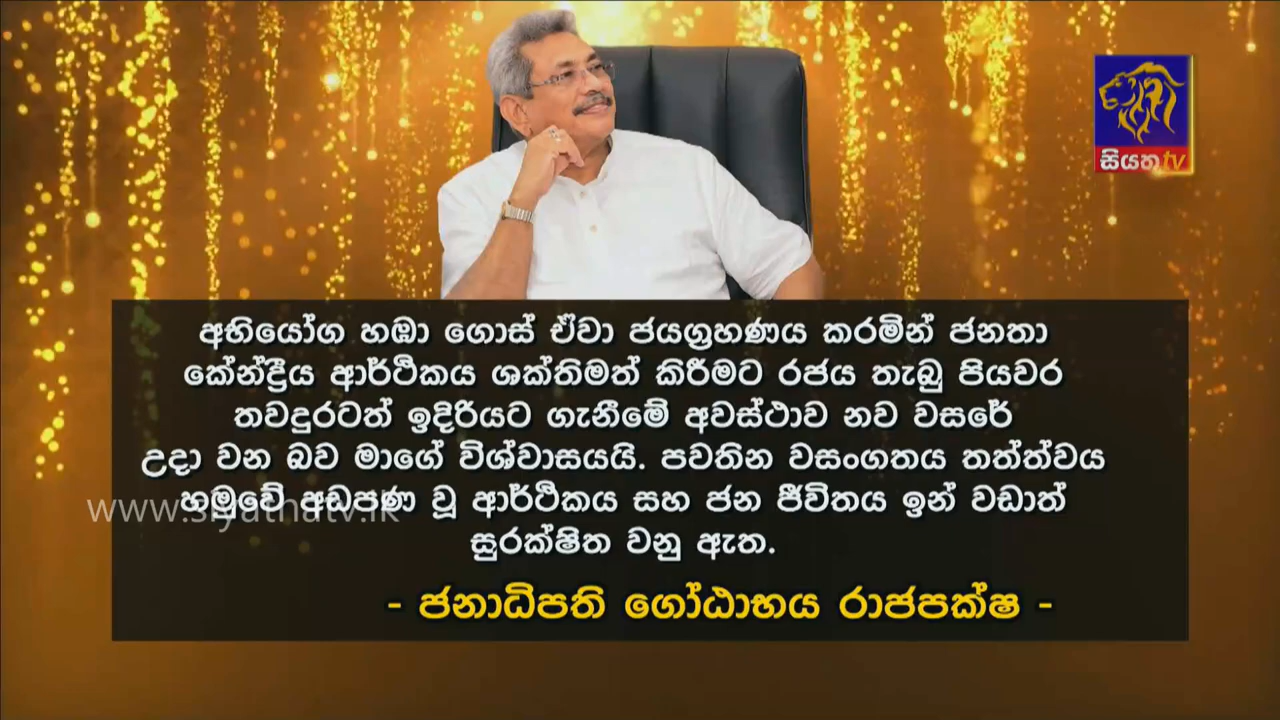 සියත tv
අභියෝග හඹා ගොස් ඒවා ජයග්‍රහණය කරමින් ජනතා
කේන්ද්‍රීය ආර්ථිකය ශක්තිමත් කිරීමට රජය තැබු පියවර
තවදුරටත් ඉදිරියට ගැනීමේ අවස්ථාව නව වසරේ
උදා වන බව මාගේ විශ්වාසයයි. පවතින වසංගතය තත්ත්වය
හමුවේ අඩපණ වූ ආර්ථිකය සහ ජන ජීවිතය ඉන් වඩාත්
www.siyathatv.lk
සුරක්ෂිත වනු ඇත.
- ජනාධිපති ගෝඨාභය රාජපක්ෂ -